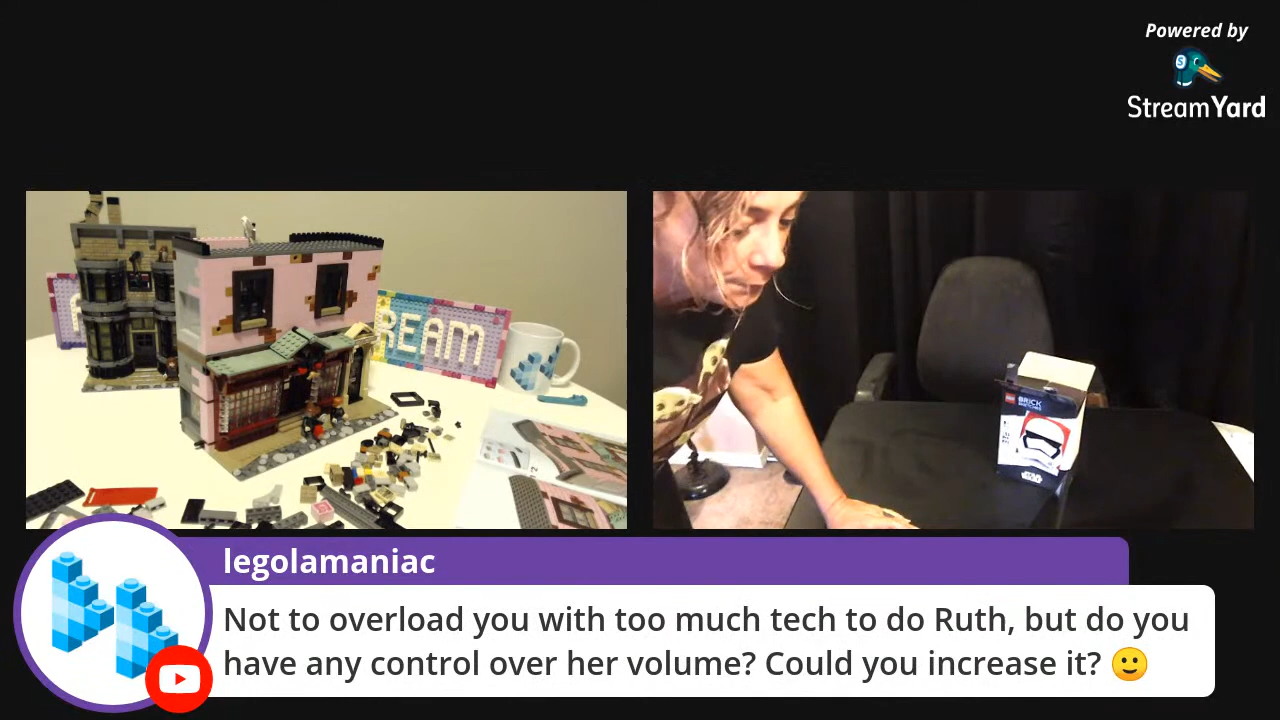 Powered by
StreamYard
REAM
BRICK
legolamaniac
Not to overload you with too much tech to do Ruth, but do you
have any control over her volume? Could you increase it? 🙂